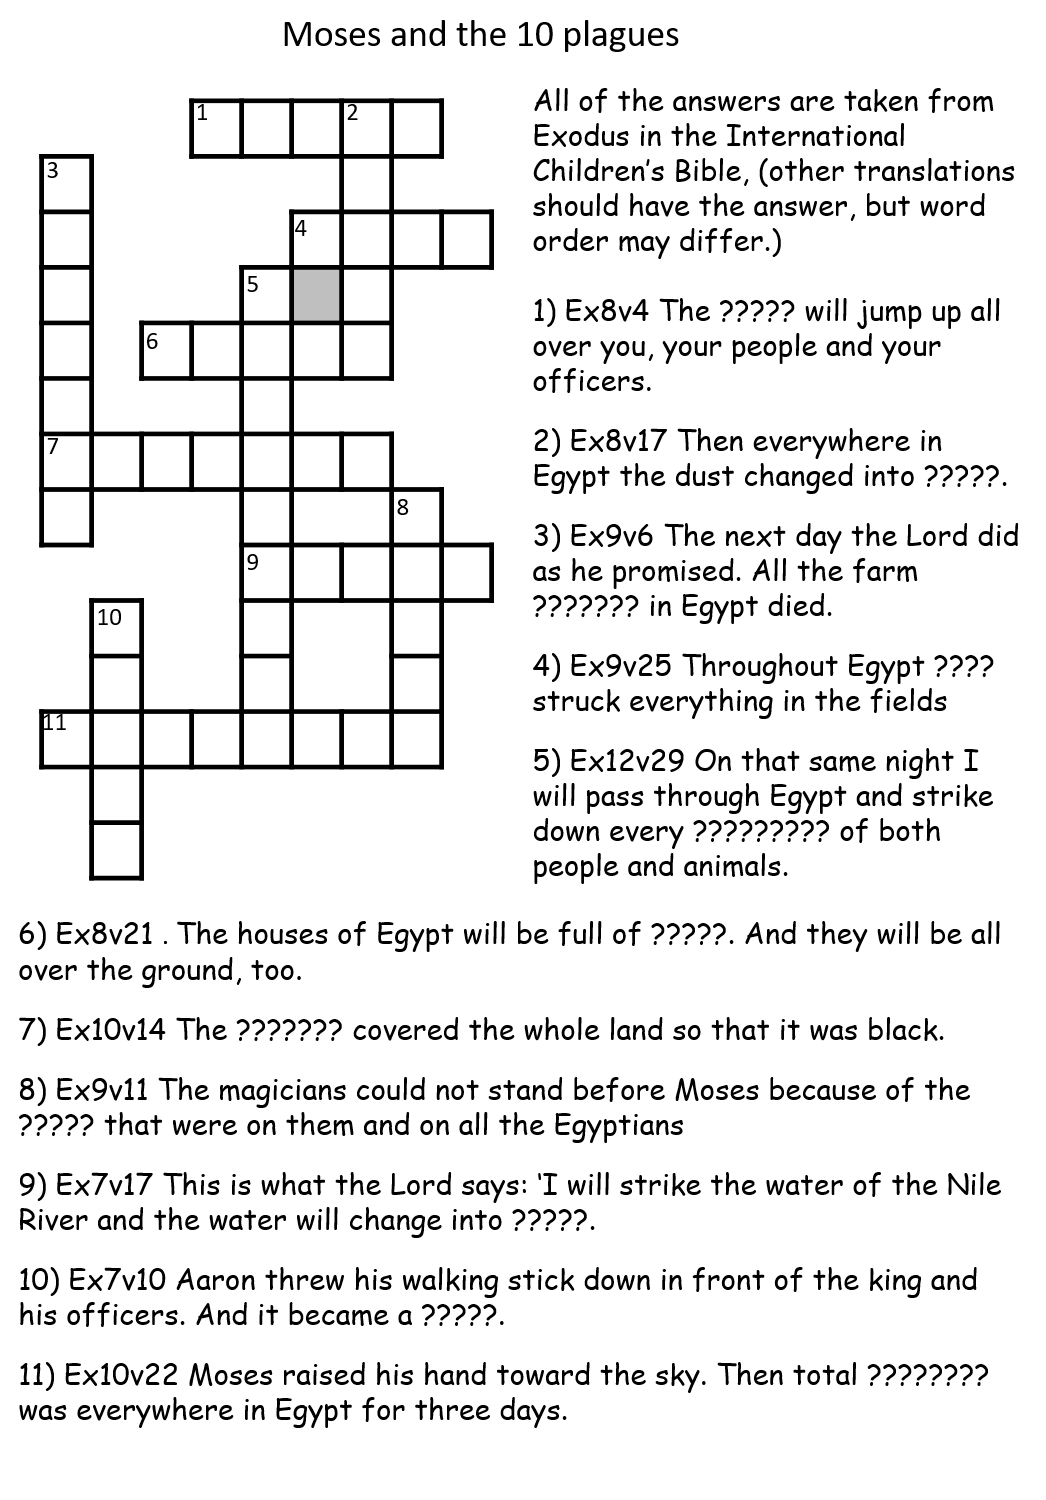 Moses and the 10 plagues
1
2
3
4
5
6
7
8
9
10
11
All of the answers are taken from
Exodus in the International
Children's Bible, (other translations
should have the answer, but word
order may differ.)
1) Ex8v4 The ????? will jump up all
over you, your people and your
officers.
2) Ex8v17 Then everywhere in
Egypt the dust changed into ?????.
3) Ex9v6 The next day the Lord did
as he promised. All the farm
??????? in Egypt died.
4) Ex9v25 Throughout Egypt ????
struck everything in the fields
5) Ex12v29 On that same night I
will pass through Egypt and strike
down every ????????? of both
people and animals.
6) Ex8v21 . The houses of Egypt will be full of ?????. And they will be all
over the ground, too.
7) Ex10v14 The ??????? covered the whole land so that it was black.
8) Ex9v11 The magicians could not stand before Moses because of the
????? that were on them and on all the Egyptians
9) Ex7v17 This is what the Lord says: 'I will strike the water of the Nile
River and the water will change into ?????.
10) Ex7v10 Aaron threw his walking stick down in front of the king and
his officers. And it became a ?????.
11) Ex10v22 Moses raised his hand toward the sky. Then total ????????
was everywhere in Egypt for three days.